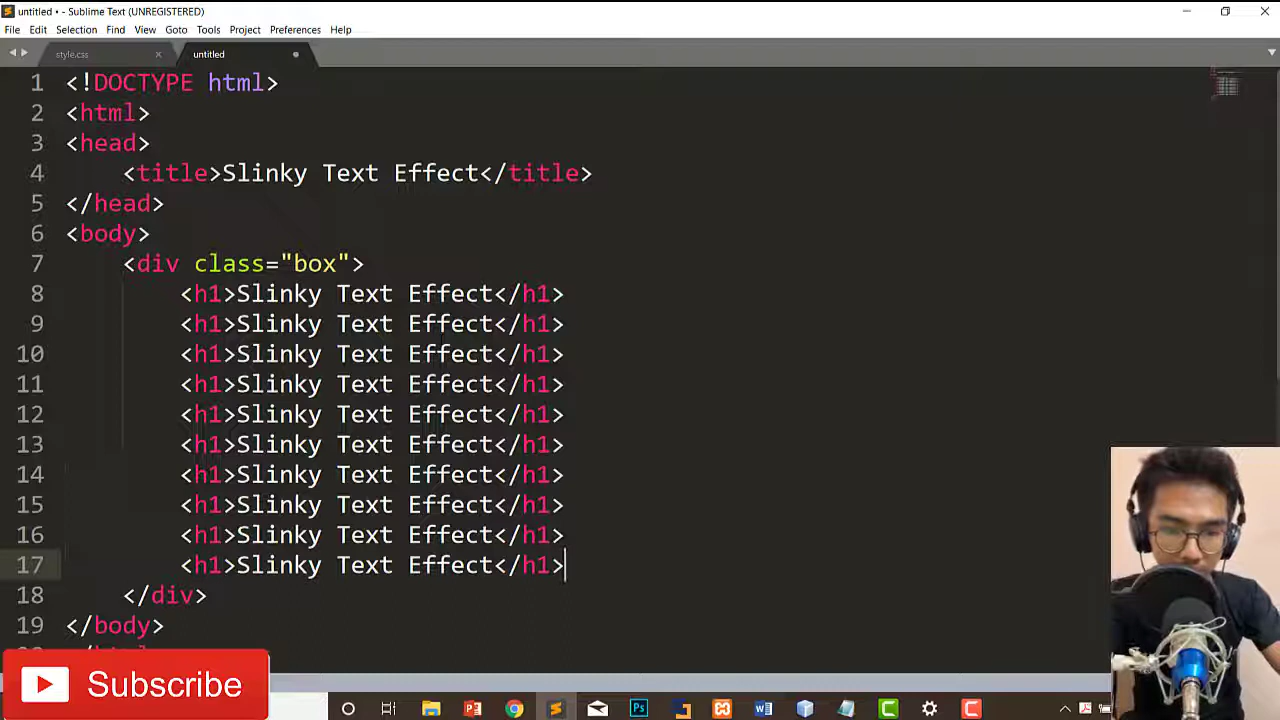 untitled • - Sublime Text (UNREGISTERED)
File Edit Selection Find View Goto Tools Project Preferences Help
style.css untitled
1 <!DOCTYPE html>
2 <html>
3 <head>
4 <title>Slinky Text Effect</title>
5 </head>
6 <body>
7 <div class="box">
8 <h1>Slinky Text Effect</h1>
9 <h1>Slinky Text Effect</h1>
10 <h1>Slinky Text Effect</h1>
11 <h1>Slinky Text Effect</h1>
12 <h1>Slinky Text Effect</h1>
13 <h1>Slinky Text Effect</h1>
14 <h1>Slinky Text Effect</h1>
15 <h1>Slinky Text Effect</h1>
16 <h1>Slinky Text Effect</h1>
17 <h1>Slinky Text Effect</h1>
18 </div>
19 </body>
Subscribe